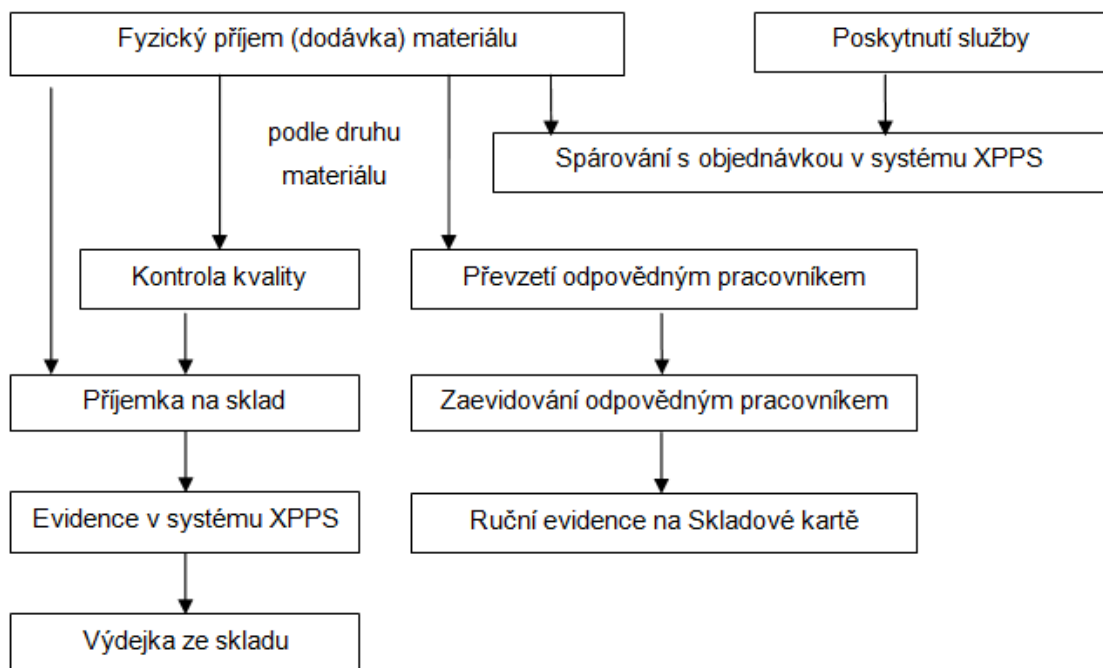 Fyzický příjem (dodávka) materiálu
Poskytnutí služby
podle druhu
materiálu
Spárování s objednávkou v systému XPPS
Kontrola kvality
Převzetí odpovědným pracovníkem
Příjemka na sklad
Zaevidování odpovědným pracovníkem
Evidence v systému XPPS
Ruční evidence na Skladové kartě
Výdejka ze skladu